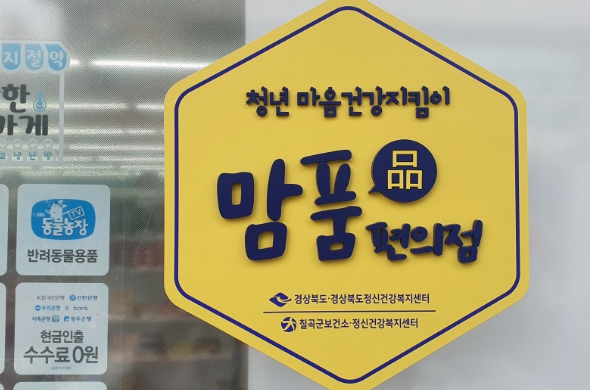 지절약
한
가게
청년 마음건강지킴이
맘품 品
편의점
경상북도·경상북도정신건강복지센터
칠곡군보건소·정신건강복지센터
TV
동물농장
반려동물용품
K bank
현금인출
수수료 0원